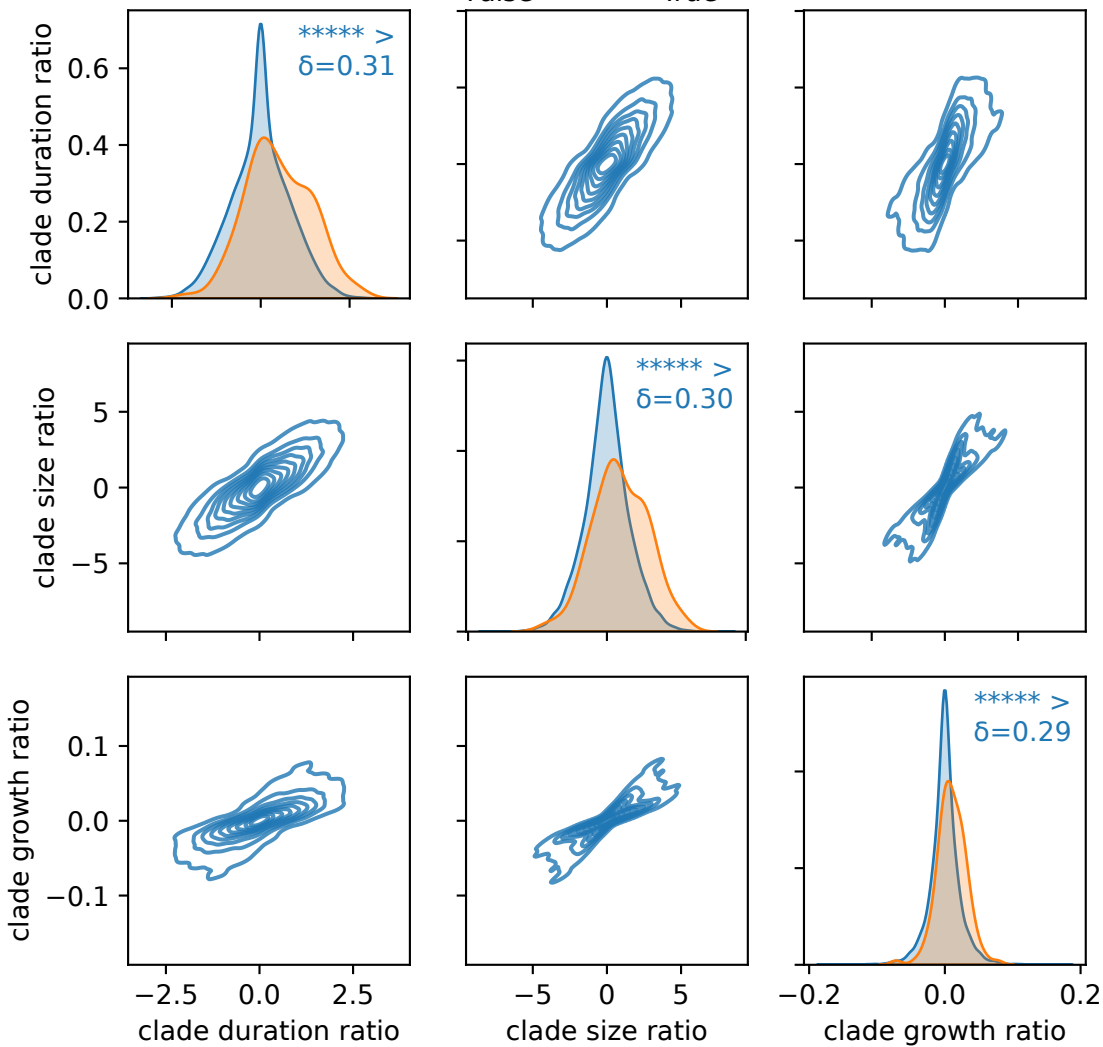 ***** >
δ=0.31
clade duration ratio
0.6
0.4
0.2
0.0
***** >
δ=0.30
clade size ratio
5
0
−5
***** >
δ=0.29
clade growth ratio
0.1
0.0
−0.1
−2.5 0.0 2.5 −5 0 5 −0.2 0.0 0.2
clade duration ratio clade size ratio clade growth ratio